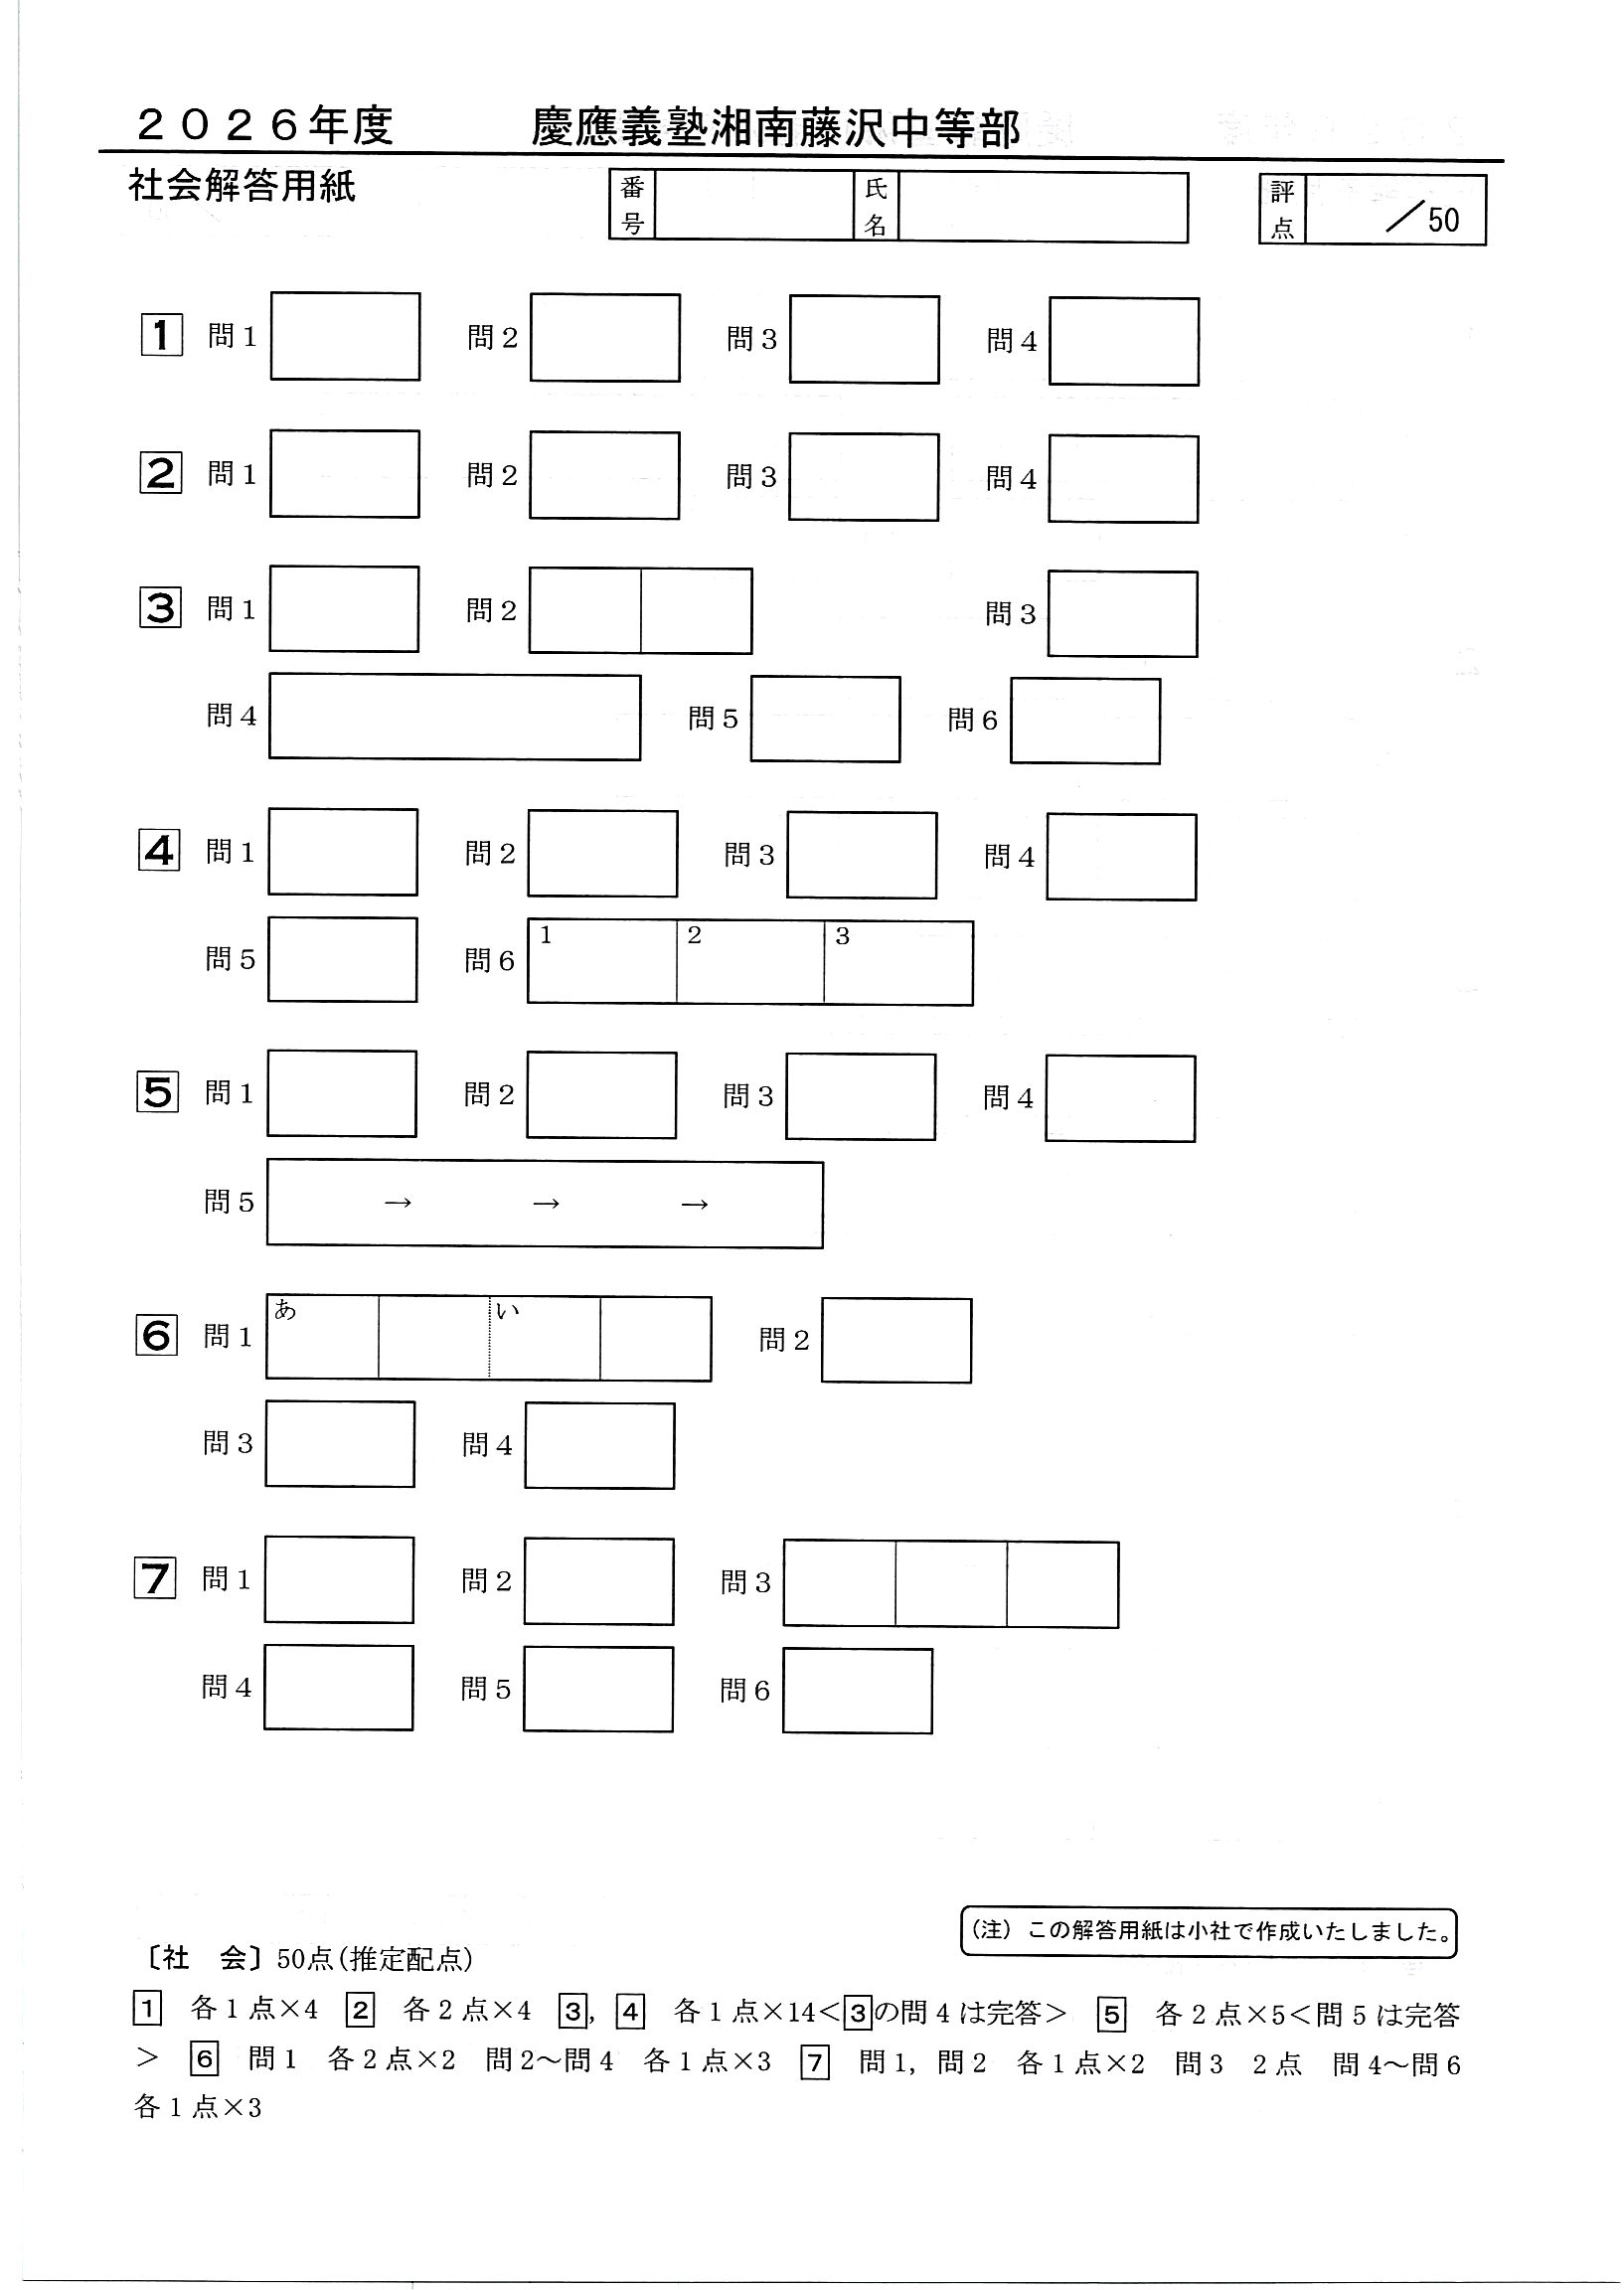 ２０２６年度　慶應義塾湘南藤沢中等部
社会解答用紙　番号　氏名　評点　／50
1　問1　問2　問3　問4
2　問1　問2　問3　問4
3　問1　問2　問3
問4　問5　問6
4　問1　問2　問3　問4
問5　問6　1　2　3
5　問1　問2　問3　問4
問5　→　→　→
6　問1　あ　い　問2
問3　問4
7　問1　問2　問3
問4　問5　問6
（注）この解答用紙は小社で作成いたしました。
〔社　会〕50点（推定配点）
1　各1点×4　2　各2点×4　3，4　各1点×14＜3の問4は完答＞　5　各2点×5＜問5は完答
＞　6　問1　各2点×2　問2～問4　各1点×3　7　問1，問2　各1点×2　問3　2点　問4～問6
各1点×3